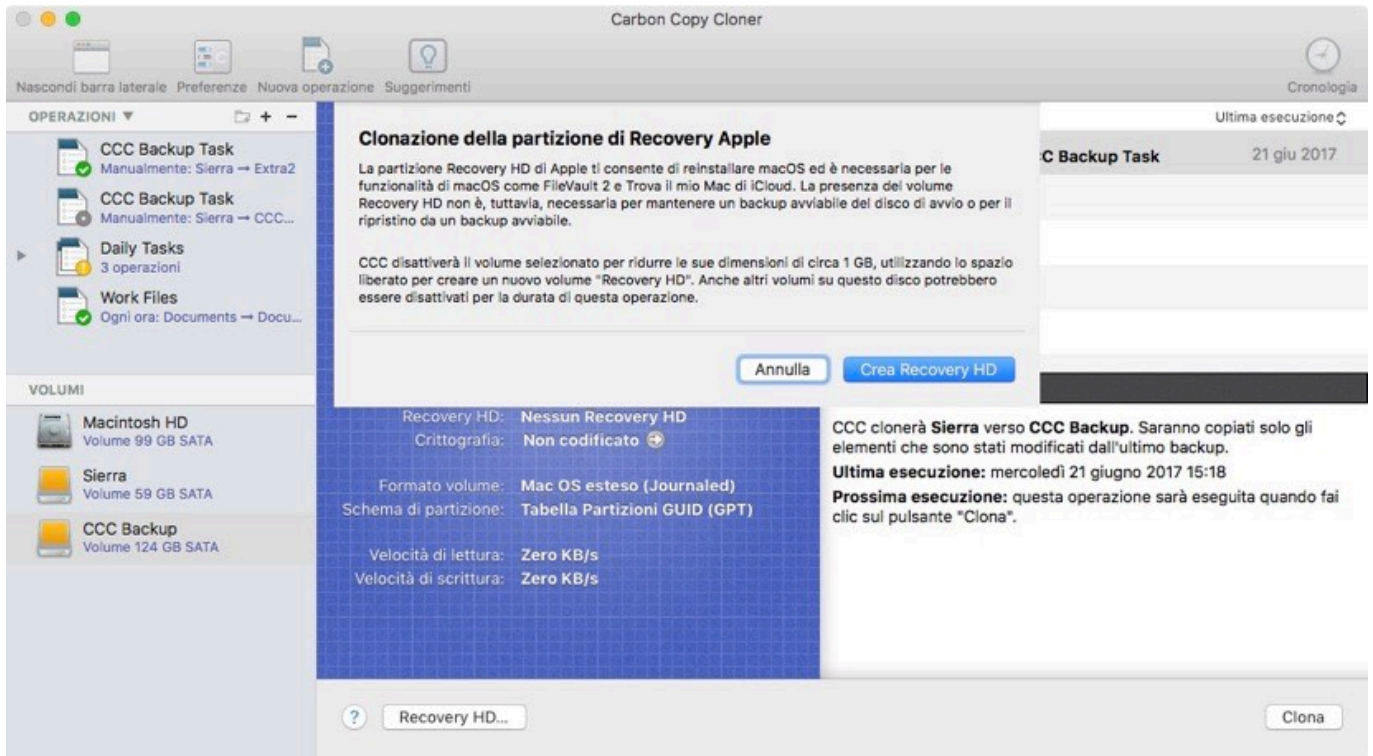 Carbon Copy Cloner
Nascondi barra laterale Preferenze Nuova operazione Suggerimenti
Cronologia
OPERAZIONI ▼ + −
CCC Backup Task
Manualmente: Sierra → Extra2
CCC Backup Task
Manualmente: Sierra → CCC...
Daily Tasks
3 operazioni
Work Files
Ogni ora: Documents → Docu...
VOLUMI
Macintosh HD
Volume 99 GB SATA
Sierra
Volume 59 GB SATA
CCC Backup
Volume 124 GB SATA
Clonazione della partizione di Recovery Apple
La partizione Recovery HD di Apple ti consente di reinstallare macOS ed è necessaria per le
funzionalità di macOS come FileVault 2 e Trova il mio Mac di iCloud. La presenza del volume
Recovery HD non è, tuttavia, necessaria per mantenere un backup avviabile del disco di avvio o per il
ripristino da un backup avviabile.
CCC disattiverà il volume selezionato per ridurre le sue dimensioni di circa 1 GB, utilizzando lo spazio
liberato per creare un nuovo volume "Recovery HD". Anche altri volumi su questo disco potrebbero
essere disattivati per la durata di questa operazione.
Annulla Crea Recovery HD
Ultima esecuzione
C Backup Task 21 giu 2017
Recovery HD: Nessun Recovery HD
Crittografia: Non codificato
Formato volume: Mac OS esteso (Journaled)
Schema di partizione: Tabella Partizioni GUID (GPT)
Velocità di lettura: Zero KB/s
Velocità di scrittura: Zero KB/s
CCC clonerà Sierra verso CCC Backup. Saranno copiati solo gli
elementi che sono stati modificati dall'ultimo backup.
Ultima esecuzione: mercoledì 21 giugno 2017 15:18
Prossima esecuzione: questa operazione sarà eseguita quando fai
clic sul pulsante "Clona".
? Recovery HD... Clona